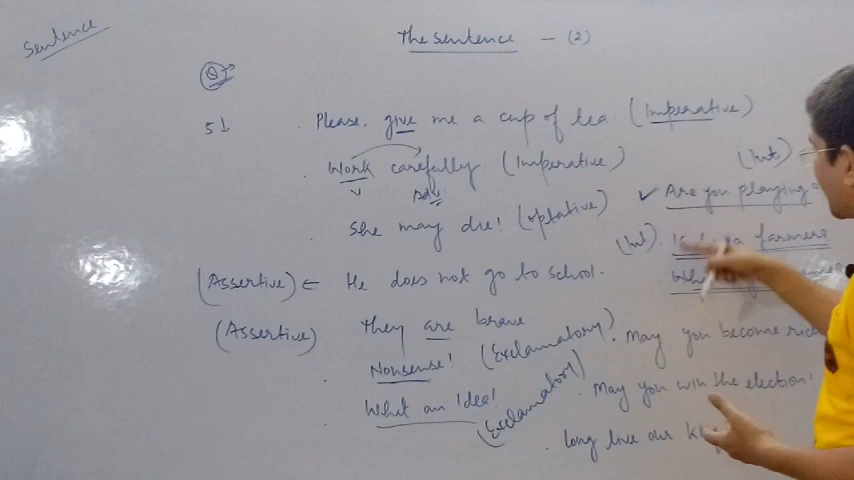 Sentence
The sentence - (2)
Q →
51
Please, give me a cup of tea (Imperative)
Work carefully. (Imperative)
V
Adv
(Int)
She may die! (Optative)
✓ Are you playing
(Int)
farmers
(Assertive) ← He does not go to school.
(Assertive)
They are brave
Nonsense! (Exclamatory)
. May you become rich
What an Idea! (Exclamatory)
. May you win the election!
. long live our